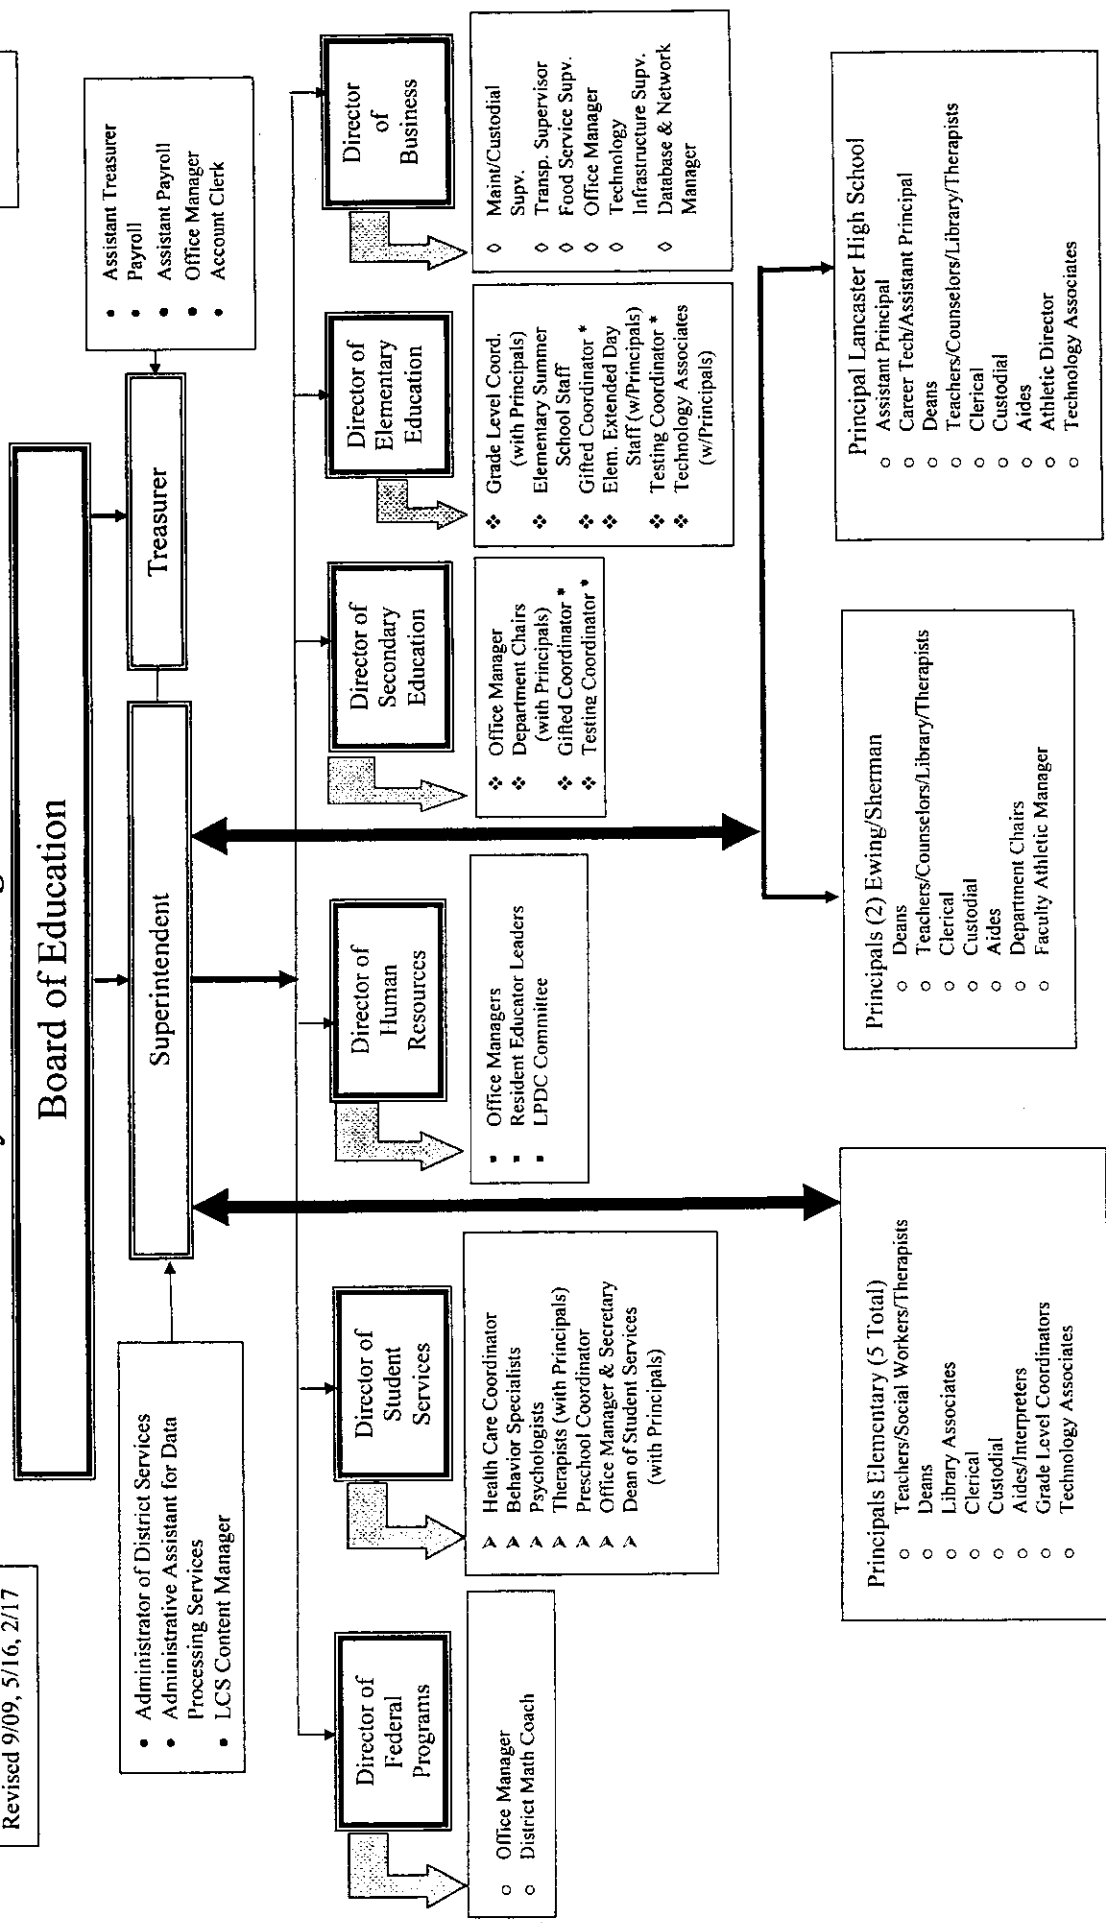 Revised 9/09, 5/16, 2/17
Board of Education
Superintendent
Treasurer
• Administrator of District Services
• Administrative Assistant for Data
Processing Services
• LCS Content Manager
• Assistant Treasurer
• Payroll
• Assistant Payroll
• Office Manager
• Account Clerk
Director of
Federal
Programs
Director of
Student
Services
Director of
Human
Resources
Director of
Secondary
Education
Director of
Elementary
Education
Director
of
Business
○ Office Manager
○ District Math Coach
➢ Health Care Coordinator
➢ Behavior Specialists
➢ Psychologists
➢ Therapists (with Principals)
➢ Preschool Coordinator
➢ Office Manager & Secretary
➢ Dean of Student Services
(with Principals)
▪ Office Managers
▪ Resident Educator Leaders
▪ LPDC Committee
❖ Office Manager
❖ Department Chairs
(with Principals)
❖ Gifted Coordinator *
❖ Testing Coordinator *
❖ Grade Level Coord.
(with Principals)
❖ Elementary Summer
School Staff
❖ Gifted Coordinator *
❖ Elem. Extended Day
Staff (w/Principals)
❖ Testing Coordinator *
❖ Technology Associates
(w/Principals)
◊ Maint/Custodial
Supv.
◊ Transp. Supervisor
◊ Food Service Supv.
◊ Office Manager
◊ Technology
Infrastructure Supv.
◊ Database & Network
Manager
Principals Elementary (5 Total)
○ Teachers/Social Workers/Therapists
○ Deans
○ Library Associates
○ Clerical
○ Custodial
○ Aides/Interpreters
○ Grade Level Coordinators
○ Technology Associates
Principals (2) Ewing/Sherman
○ Deans
○ Teachers/Counselors/Library/Therapists
○ Clerical
○ Custodial
○ Aides
○ Department Chairs
○ Faculty Athletic Manager
Principal Lancaster High School
○ Assistant Principal
○ Career Tech/Assistant Principal
○ Deans
○ Teachers/Counselors/Library/Therapists
○ Clerical
○ Custodial
○ Aides
○ Athletic Director
○ Technology Associates